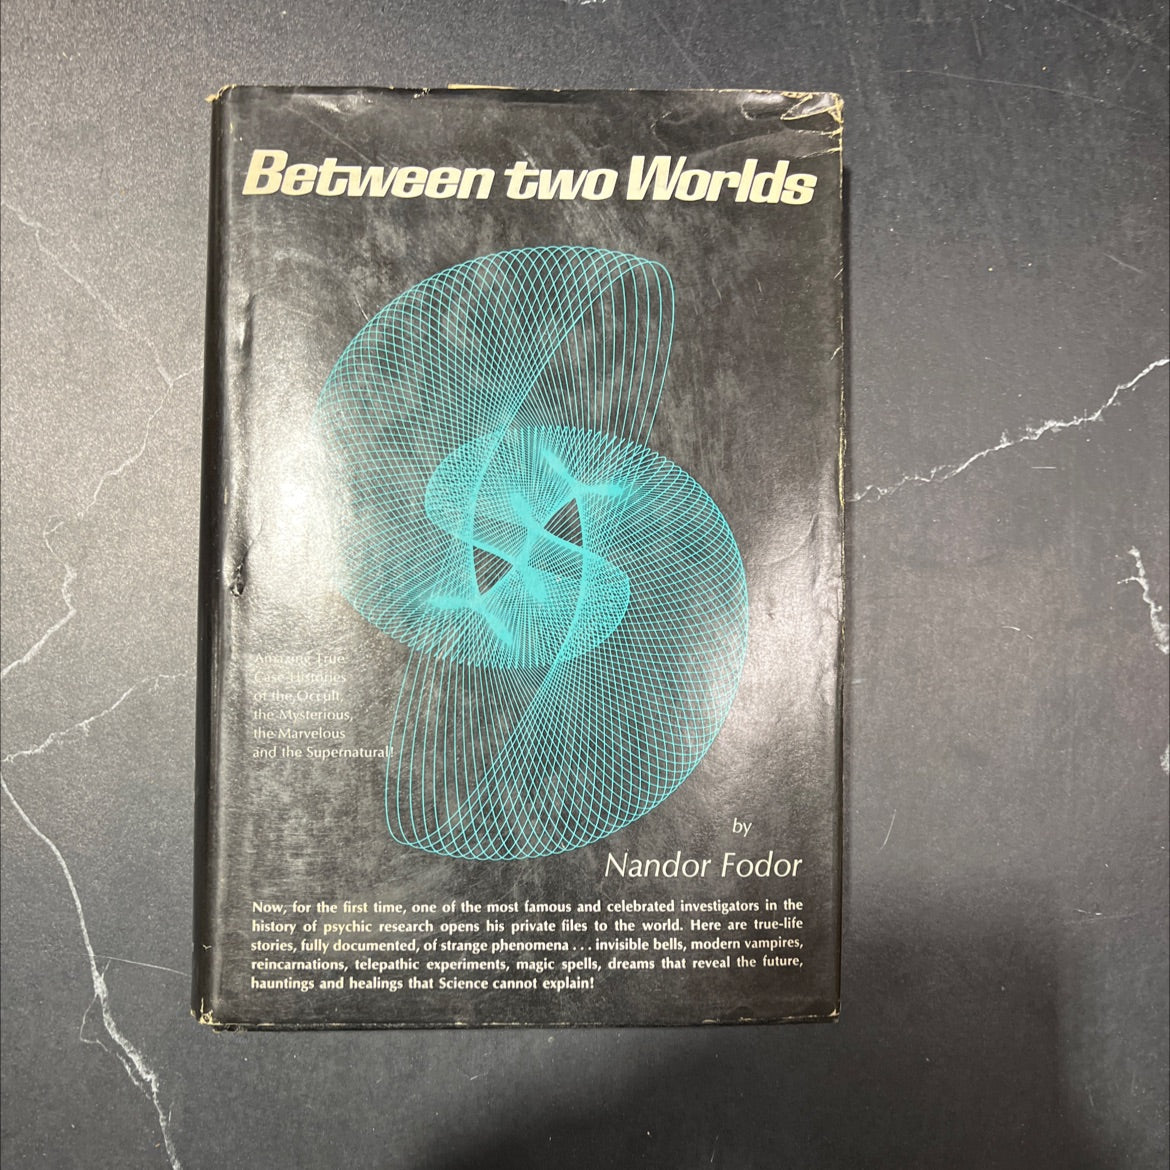 Between two Worlds
Amazing True
Case-Histories
of the Occult,
the Mysterious,
the Marvelous
and the Supernatural!
by
Nandor Fodor
Now, for the first time, one of the most famous and celebrated investigators in the
history of psychic research opens his private files to the world. Here are true-life
stories, fully documented, of strange phenomena . . . invisible bells, modern vampires,
reincarnations, telepathic experiments, magic spells, dreams that reveal the future,
hauntings and healings that Science cannot explain!